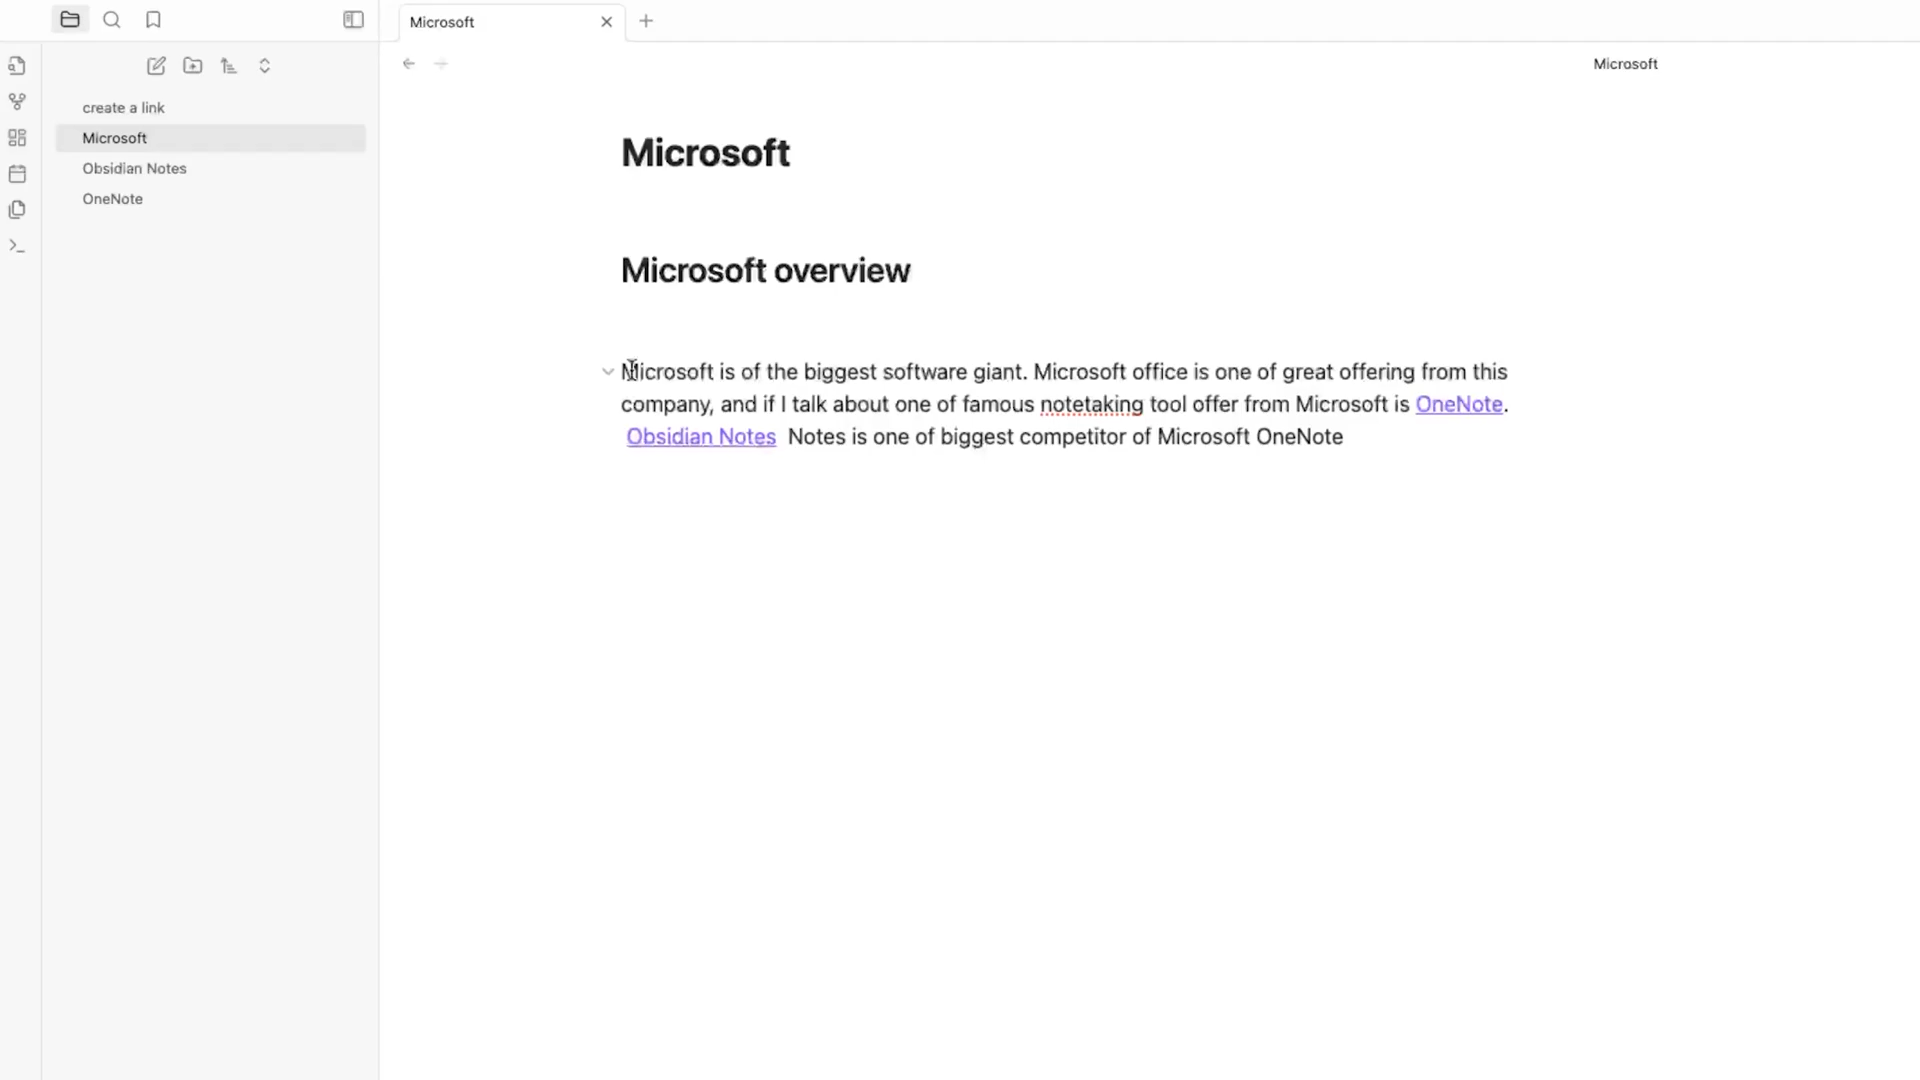 Microsoft
Microsoft
create a link
Microsoft
Obsidian Notes
OneNote
Microsoft
Microsoft overview
Microsoft is of the biggest software giant. Microsoft office is one of great offering from this
company, and if I talk about one of famous notetaking tool offer from Microsoft is OneNote.
Obsidian Notes Notes is one of biggest competitor of Microsoft OneNote